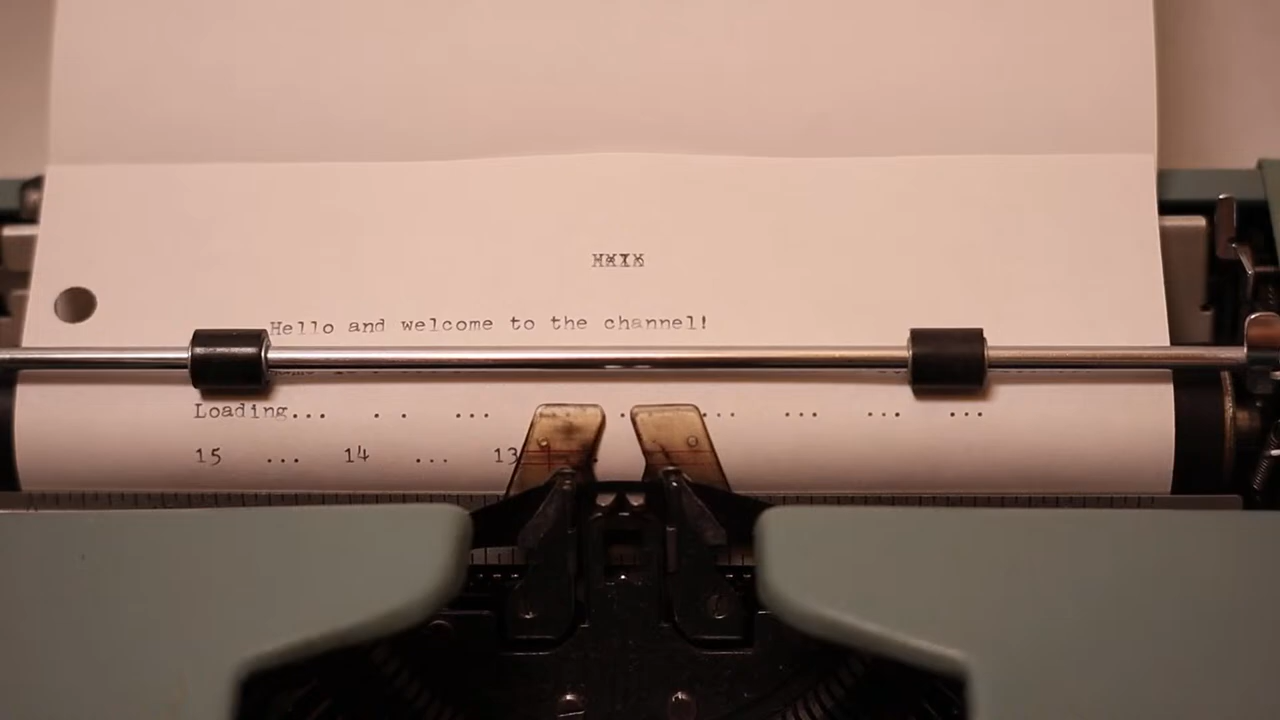 Hello and welcome to the channel!
Loading... . . ... . ... ... ... ...
15 ... 14 ... 13